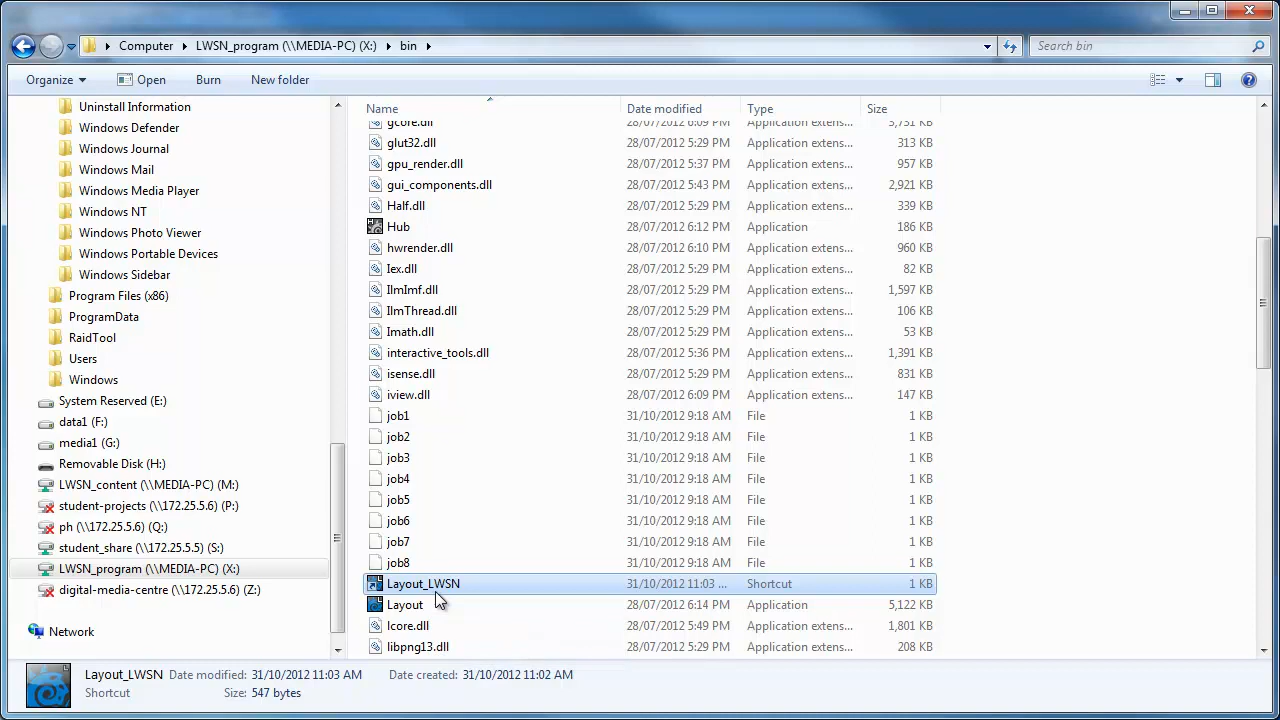 Computer LWSN_program (\\MEDIA-PC) (X:) bin
Search bin
Organize Open Burn New folder
Uninstall Information
Windows Defender
Windows Journal
Windows Mail
Windows Media Player
Windows NT
Windows Photo Viewer
Windows Portable Devices
Windows Sidebar
Program Files (x86)
ProgramData
RaidTool
Users
Windows
System Reserved (E:)
data1 (F:)
media1 (G:)
Removable Disk (H:)
LWSN_content (\\MEDIA-PC) (M:)
student-projects (\\172.25.5.6) (P:)
ph (\\172.25.5.6) (Q:)
student_share (\\172.25.5.5) (S:)
LWSN_program (\\MEDIA-PC) (X:)
digital-media-centre (\\172.25.5.6) (Z:)
Network
Name Date modified Type Size
gcore.dll 28/07/2012 6:09 PM Application extens... 3,731 KB
glut32.dll 28/07/2012 5:29 PM Application extens... 313 KB
gpu_render.dll 28/07/2012 5:37 PM Application extens... 957 KB
gui_components.dll 28/07/2012 5:43 PM Application extens... 2,921 KB
Half.dll 28/07/2012 5:29 PM Application extens... 339 KB
Hub 28/07/2012 6:12 PM Application 186 KB
hwrender.dll 28/07/2012 6:10 PM Application extens... 960 KB
Iex.dll 28/07/2012 5:29 PM Application extens... 82 KB
IlmImf.dll 28/07/2012 5:29 PM Application extens... 1,597 KB
IlmThread.dll 28/07/2012 5:29 PM Application extens... 106 KB
Imath.dll 28/07/2012 5:29 PM Application extens... 53 KB
interactive_tools.dll 28/07/2012 5:36 PM Application extens... 1,391 KB
isense.dll 28/07/2012 5:29 PM Application extens... 831 KB
iview.dll 28/07/2012 6:09 PM Application extens... 147 KB
job1 31/10/2012 9:18 AM File 1 KB
job2 31/10/2012 9:18 AM File 1 KB
job3 31/10/2012 9:18 AM File 1 KB
job4 31/10/2012 9:18 AM File 1 KB
job5 31/10/2012 9:18 AM File 1 KB
job6 31/10/2012 9:18 AM File 1 KB
job7 31/10/2012 9:18 AM File 1 KB
job8 31/10/2012 9:18 AM File 1 KB
Layout_LWSN 31/10/2012 11:03 ... Shortcut 1 KB
Layout 28/07/2012 6:14 PM Application 5,122 KB
lcore.dll 28/07/2012 5:49 PM Application extens... 1,801 KB
libpng13.dll 28/07/2012 5:29 PM Application extens... 208 KB
Layout_LWSN Date modified: 31/10/2012 11:03 AM Date created: 31/10/2012 11:02 AM
Shortcut Size: 547 bytes